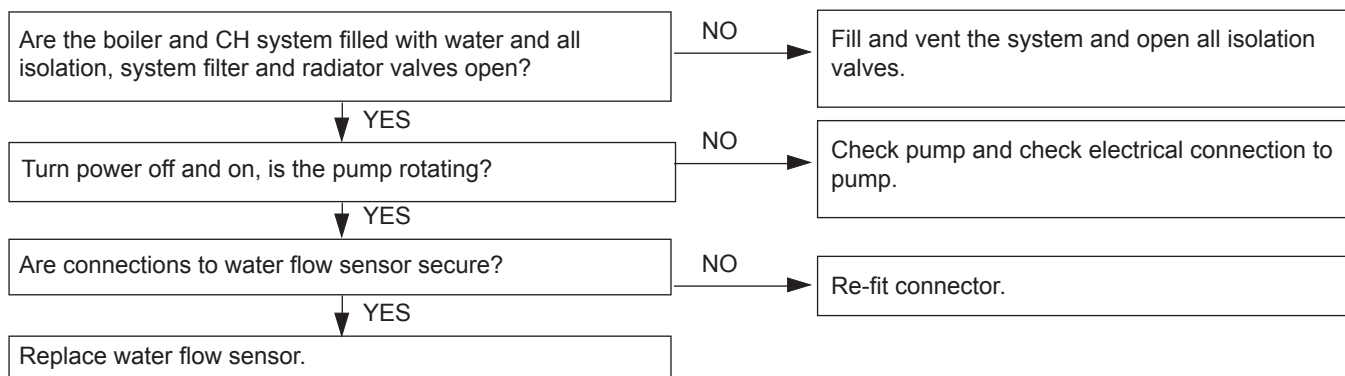 Are the boiler and CH system filled with water and all
isolation, system filter and radiator valves open?
NO
Fill and vent the system and open all isolation
valves.
YES
Turn power off and on, is the pump rotating?
NO
Check pump and check electrical connection to
pump.
YES
Are connections to water flow sensor secure?
NO
Re-fit connector.
YES
Replace water flow sensor.